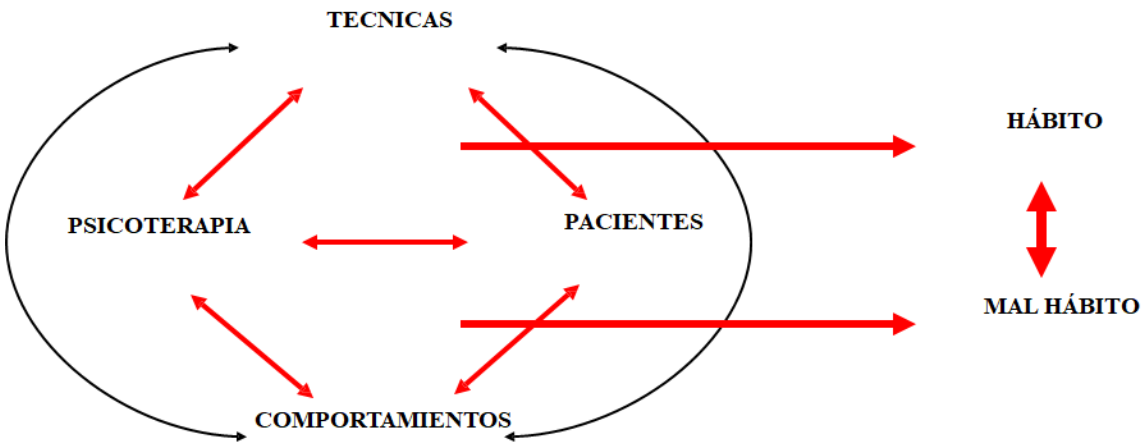 TECNICAS
HÁBITO
PSICOTERAPIA
PACIENTES
MAL HÁBITO
COMPORTAMIENTOS